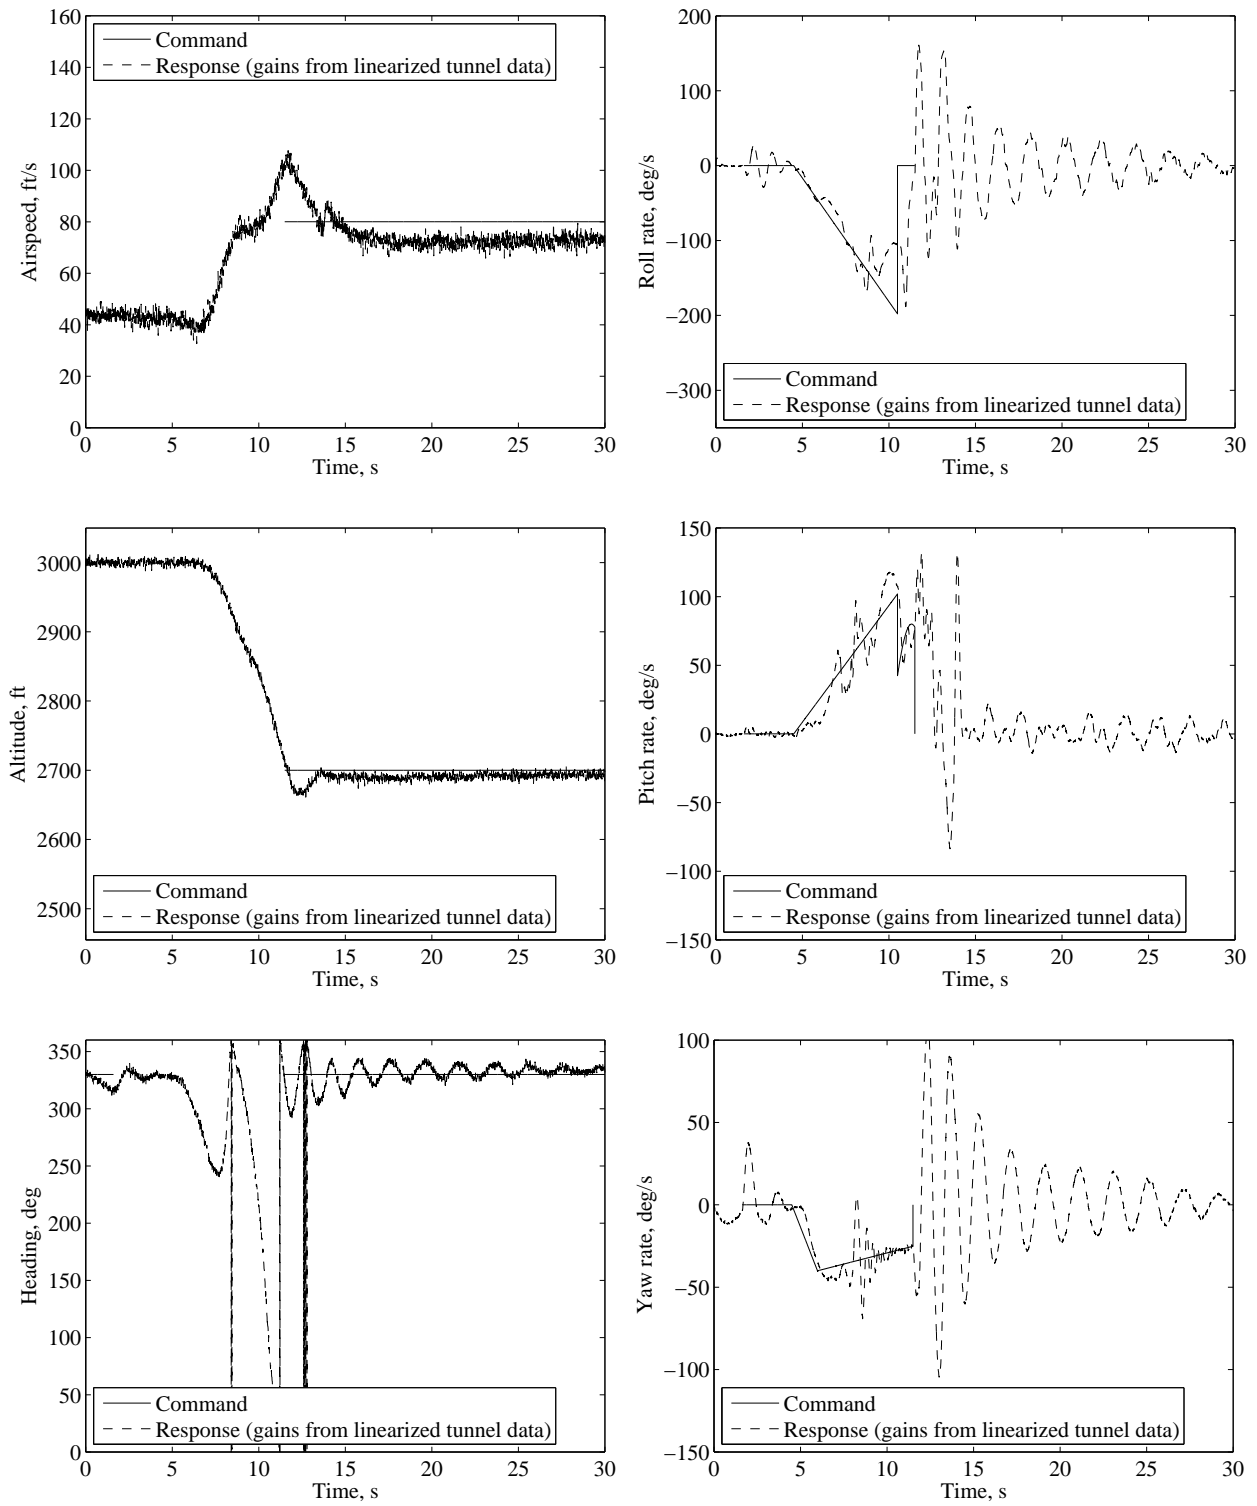 160
140
120
100
80
60
40
20
0
Airspeed, ft/s
Command
Response (gains from linearized tunnel data)
0 5 10 15 20 25 30
Time, s
200
100
0
−100
−200
−300
Roll rate, deg/s
Command
Response (gains from linearized tunnel data)
0 5 10 15 20 25 30
Time, s
3000
2900
2800
2700
2600
2500
Altitude, ft
Command
Response (gains from linearized tunnel data)
0 5 10 15 20 25 30
Time, s
150
100
50
0
−50
−100
−150
Pitch rate, deg/s
Command
Response (gains from linearized tunnel data)
0 5 10 15 20 25 30
Time, s
350
300
250
200
150
100
50
0
Heading, deg
Command
Response (gains from linearized tunnel data)
0 5 10 15 20 25 30
Time, s
100
50
0
−50
−100
−150
Yaw rate, deg/s
Command
Response (gains from linearized tunnel data)
0 5 10 15 20 25 30
Time, s